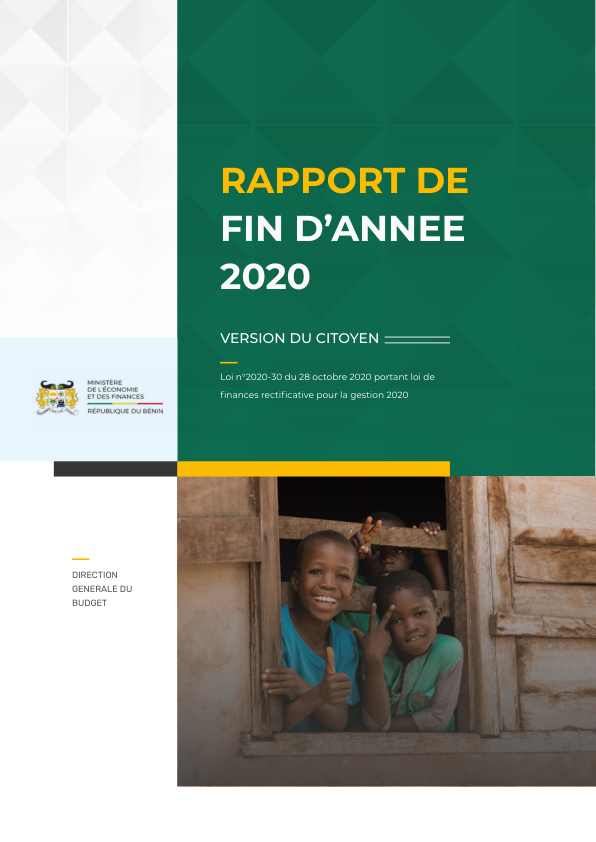 RAPPORT DE
FIN D’ANNEE
2020
VERSION DU CITOYEN
Loi n°2020-30 du 28 octobre 2020 portant loi de
finances rectificative pour la gestion 2020
MINISTÈRE
DE L'ÉCONOMIE
ET DES FINANCES
RÉPUBLIQUE DU BÉNIN
DIRECTION
GENERALE DU
BUDGET